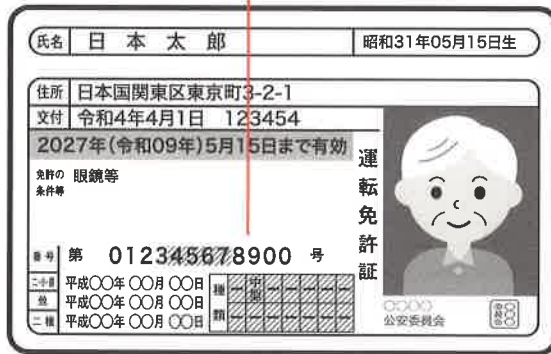 氏名 日本太郎 昭和31年05月15日生
住所 日本国関東区東京町3-2-1
交付 令和4年4月1日 123454
2027年(令和09年)5月15日まで有効
免許の条件等 眼鏡等
運転免許証
番号 第 012345678900 号
二・小・原 平成〇〇年〇〇月〇〇日
他 平成〇〇年〇〇月〇〇日
二種 平成〇〇年〇〇月〇〇日
種類 中型
〇〇〇〇
公安委員会